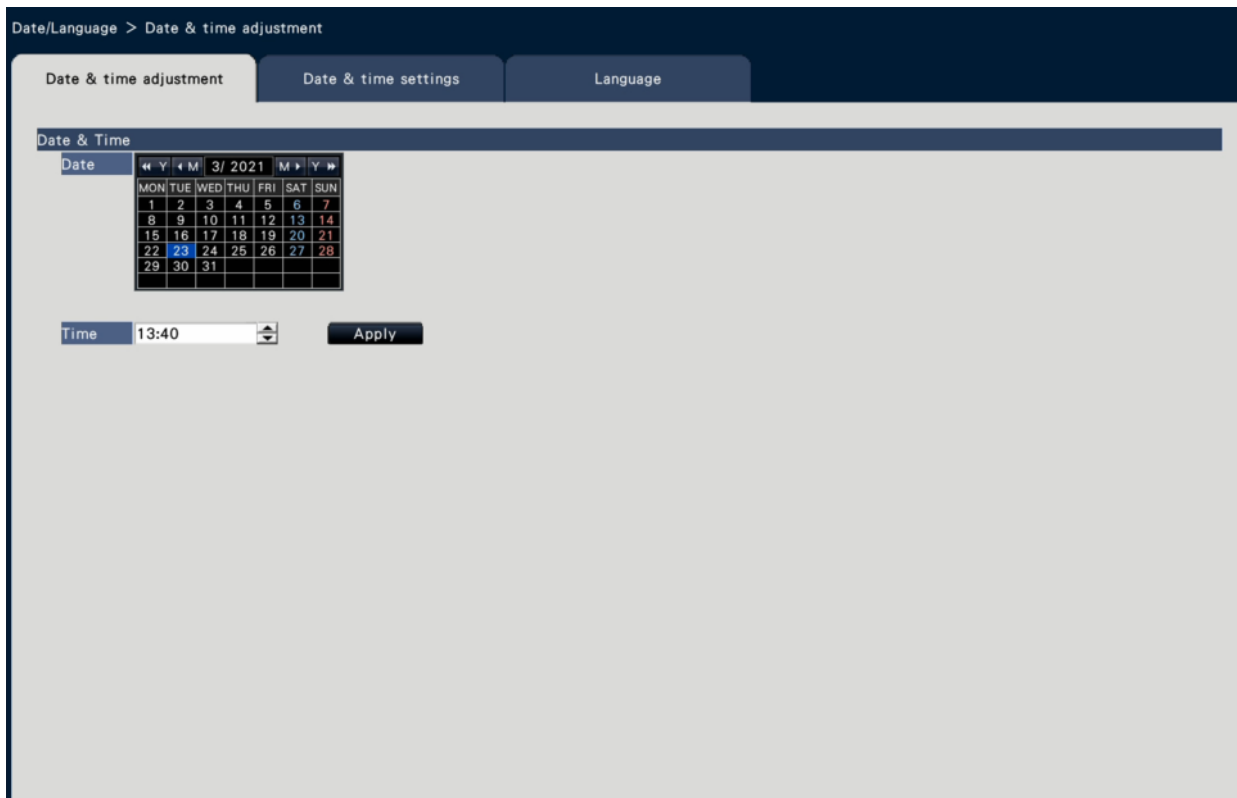 Date/Language > Date & time adjustment
Date & time adjustment Date & time settings Language
Date & Time
Date
Y M 3/ 2021 M Y
MON TUE WED THU FRI SAT SUN
1 2 3 4 5 6 7
8 9 10 11 12 13 14
15 16 17 18 19 20 21
22 23 24 25 26 27 28
29 30 31
Time 13:40 Apply